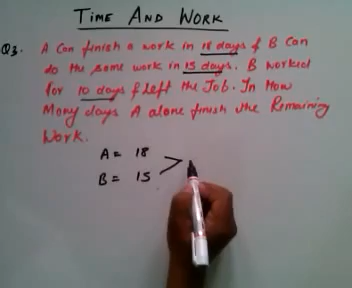 TIME AND WORK
Q3. A Can finish a work in 18 days & B Can
do the same work in 15 days. B worked
for 10 days & left the Job. In How
Many days A alone finish the Remaining
Work.
A = 18
B = 15